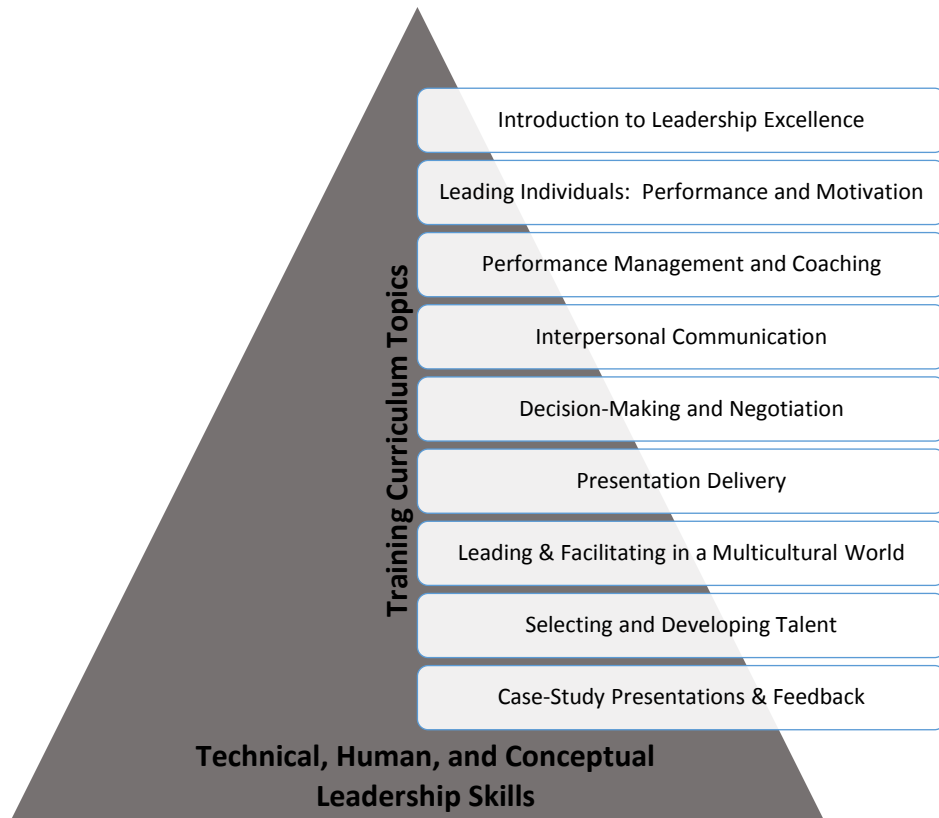 Introduction to Leadership Excellence
Leading Individuals:  Performance and Motivation
Performance Management and Coaching
Interpersonal Communication
Decision-Making and Negotiation
Presentation Delivery
Leading & Facilitating in a Multicultural World
Selecting and Developing Talent
Case-Study Presentations & Feedback
Training Curriculum Topics
Technical, Human, and Conceptual
Leadership Skills